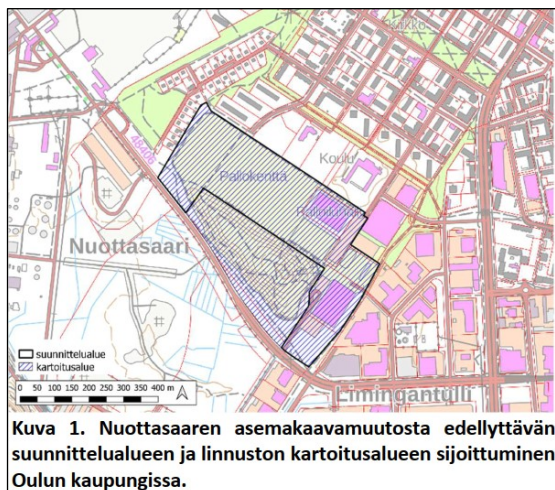 Pallokenttä
Koulu
Nuottasaari
suunnittelualue
kartoitusalue
0 50 100 150 200 250 300 350 400 m
Limingantulli
Kuva 1. Nuottasaaren asemakaavamuutosta edellyttävän
suunnittelualueen ja linnuston kartoitusalueen sijoittuminen
Oulun kaupungissa.